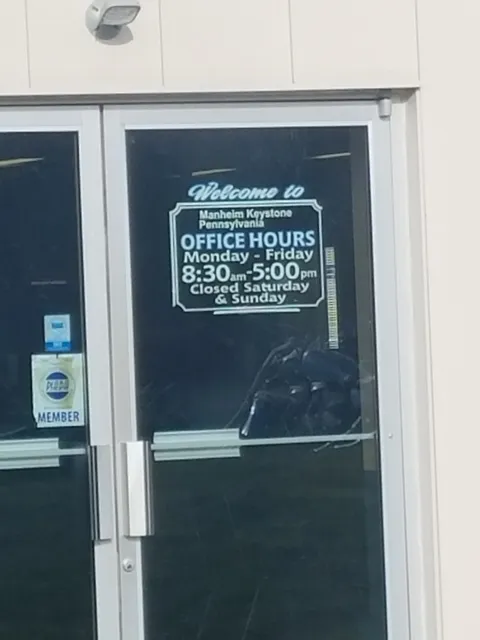 Welcome to
Manheim Keystone
Pennsylvania
OFFICE HOURS
Monday - Friday
8:30am-5:00pm
Closed Saturday
& Sunday
MEMBER